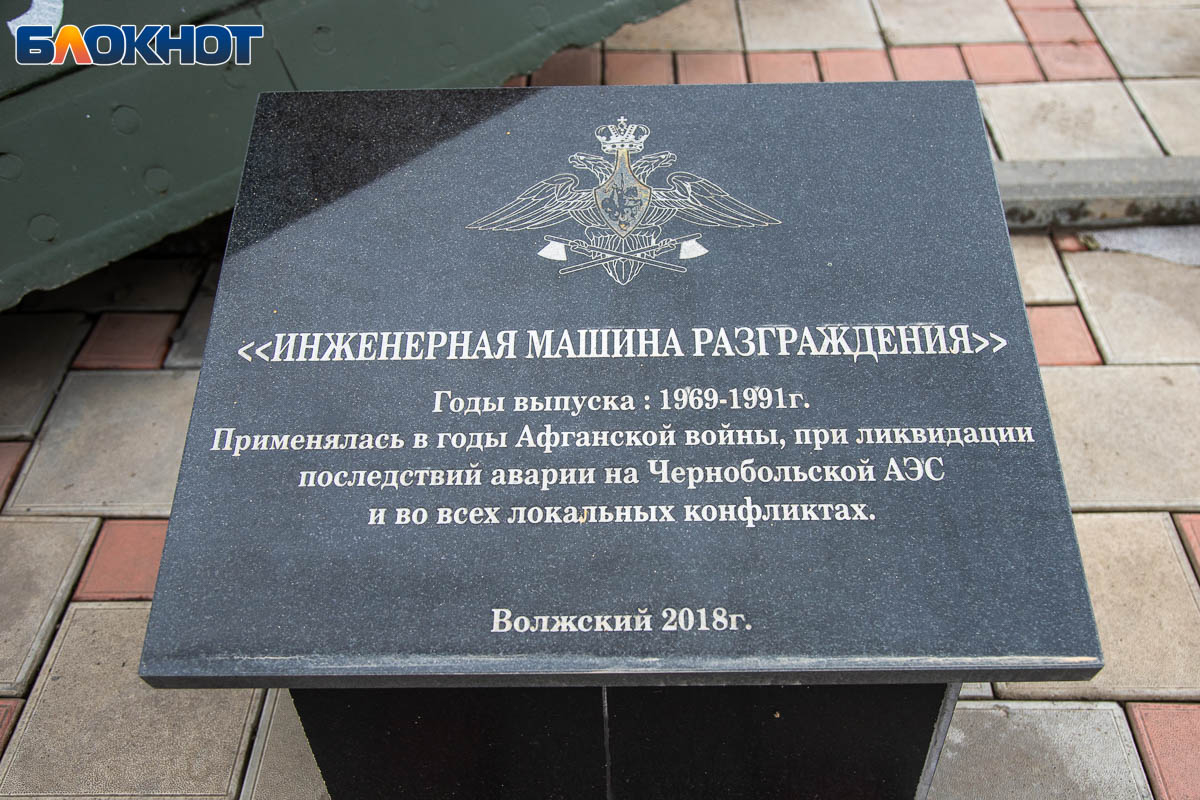 БЛОКНОТ
<<ИНЖЕНЕРНАЯ МАШИНА РАЗГРАЖДЕНИЯ>>
Годы выпуска : 1969-1991г.
Применялась в годы Афганской войны, при ликвидации
последствий аварии на Чернобольской АЭС
и во всех локальных конфликтах.
Волжский 2018г.